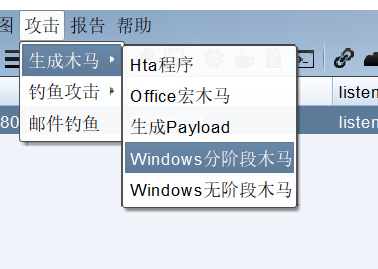 图 攻击 报告 帮助
生成木马
钓鱼攻击
邮件钓鱼
Hta程序
Office宏木马
生成Payload
Windows分阶段木马
Windows无阶段木马
listen
80
listen